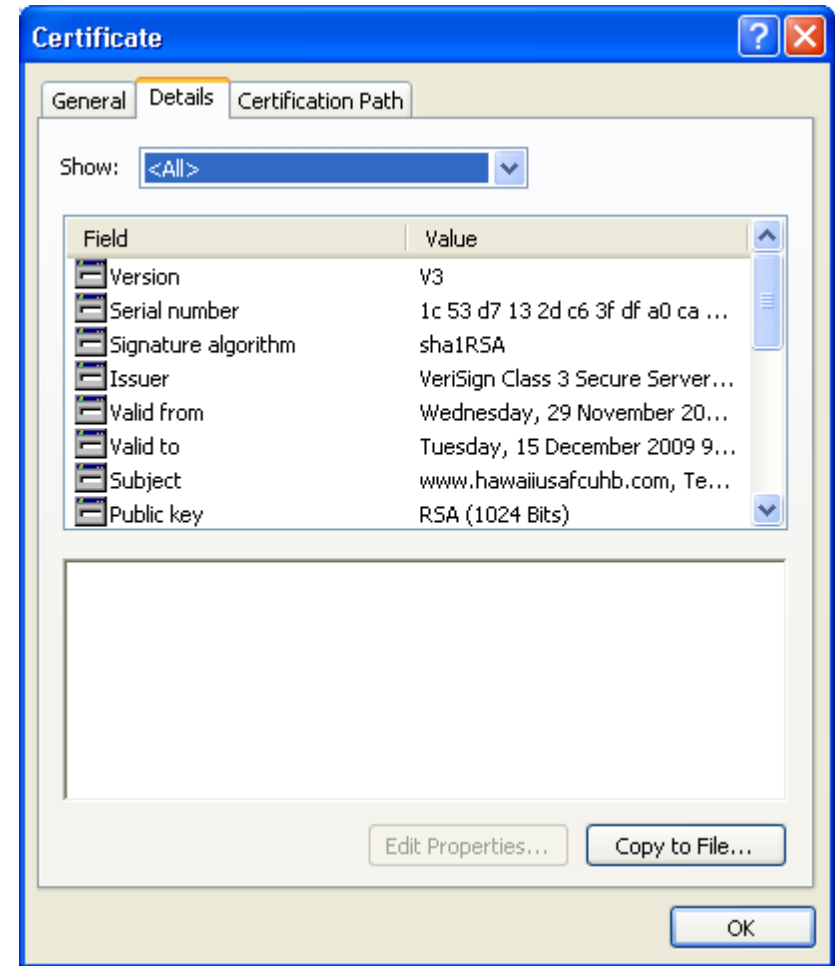 Certificate
General Details Certification Path
Show: <All>
Field Value
Version V3
Serial number 1c 53 d7 13 2d c6 3f df a0 ca ...
Signature algorithm sha1RSA
Issuer VeriSign Class 3 Secure Server...
Valid from Wednesday, 29 November 20...
Valid to Tuesday, 15 December 2009 9...
Subject www.hawaiiusafcuhb.com, Te...
Public key RSA (1024 Bits)
Edit Properties... Copy to File...
OK